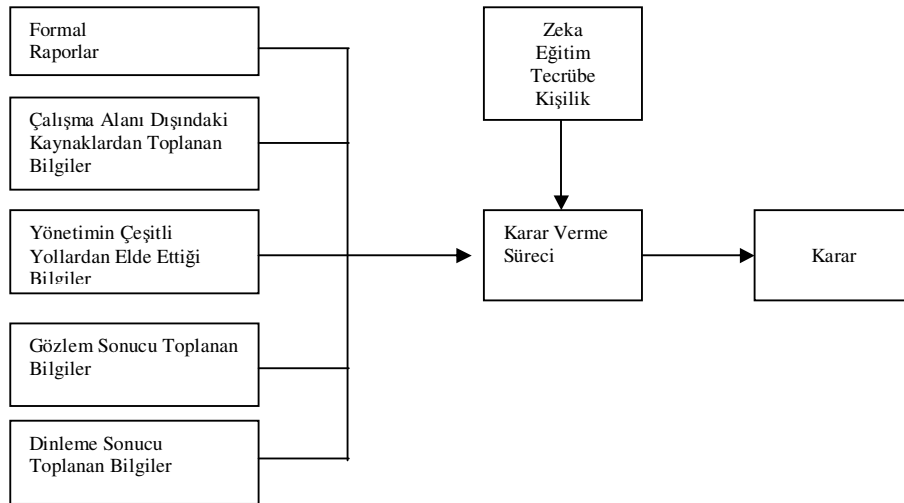 Formal
Raporlar
Çalışma Alanı Dışındaki
Kaynaklardan Toplanan
Bilgiler
Yönetimin Çeşitli
Yollardan Elde Ettiği
Bilgiler
Gözlem Sonucu Toplanan
Bilgiler
Dinleme Sonucu
Toplanan Bilgiler
Zeka
Eğitim
Tecrübe
Kişilik
Karar Verme
Süreci
Karar